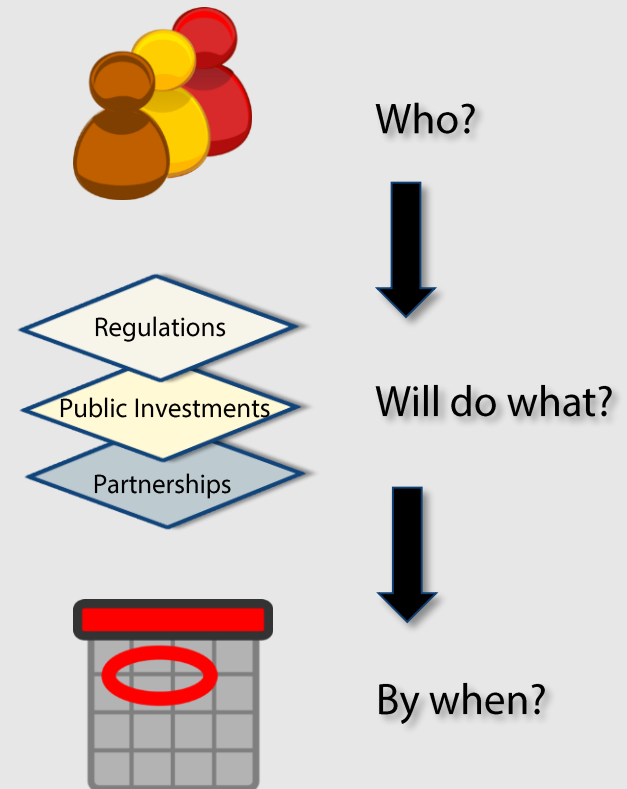 Who?
Regulations
Public Investments
Will do what?
Partnerships
By when?